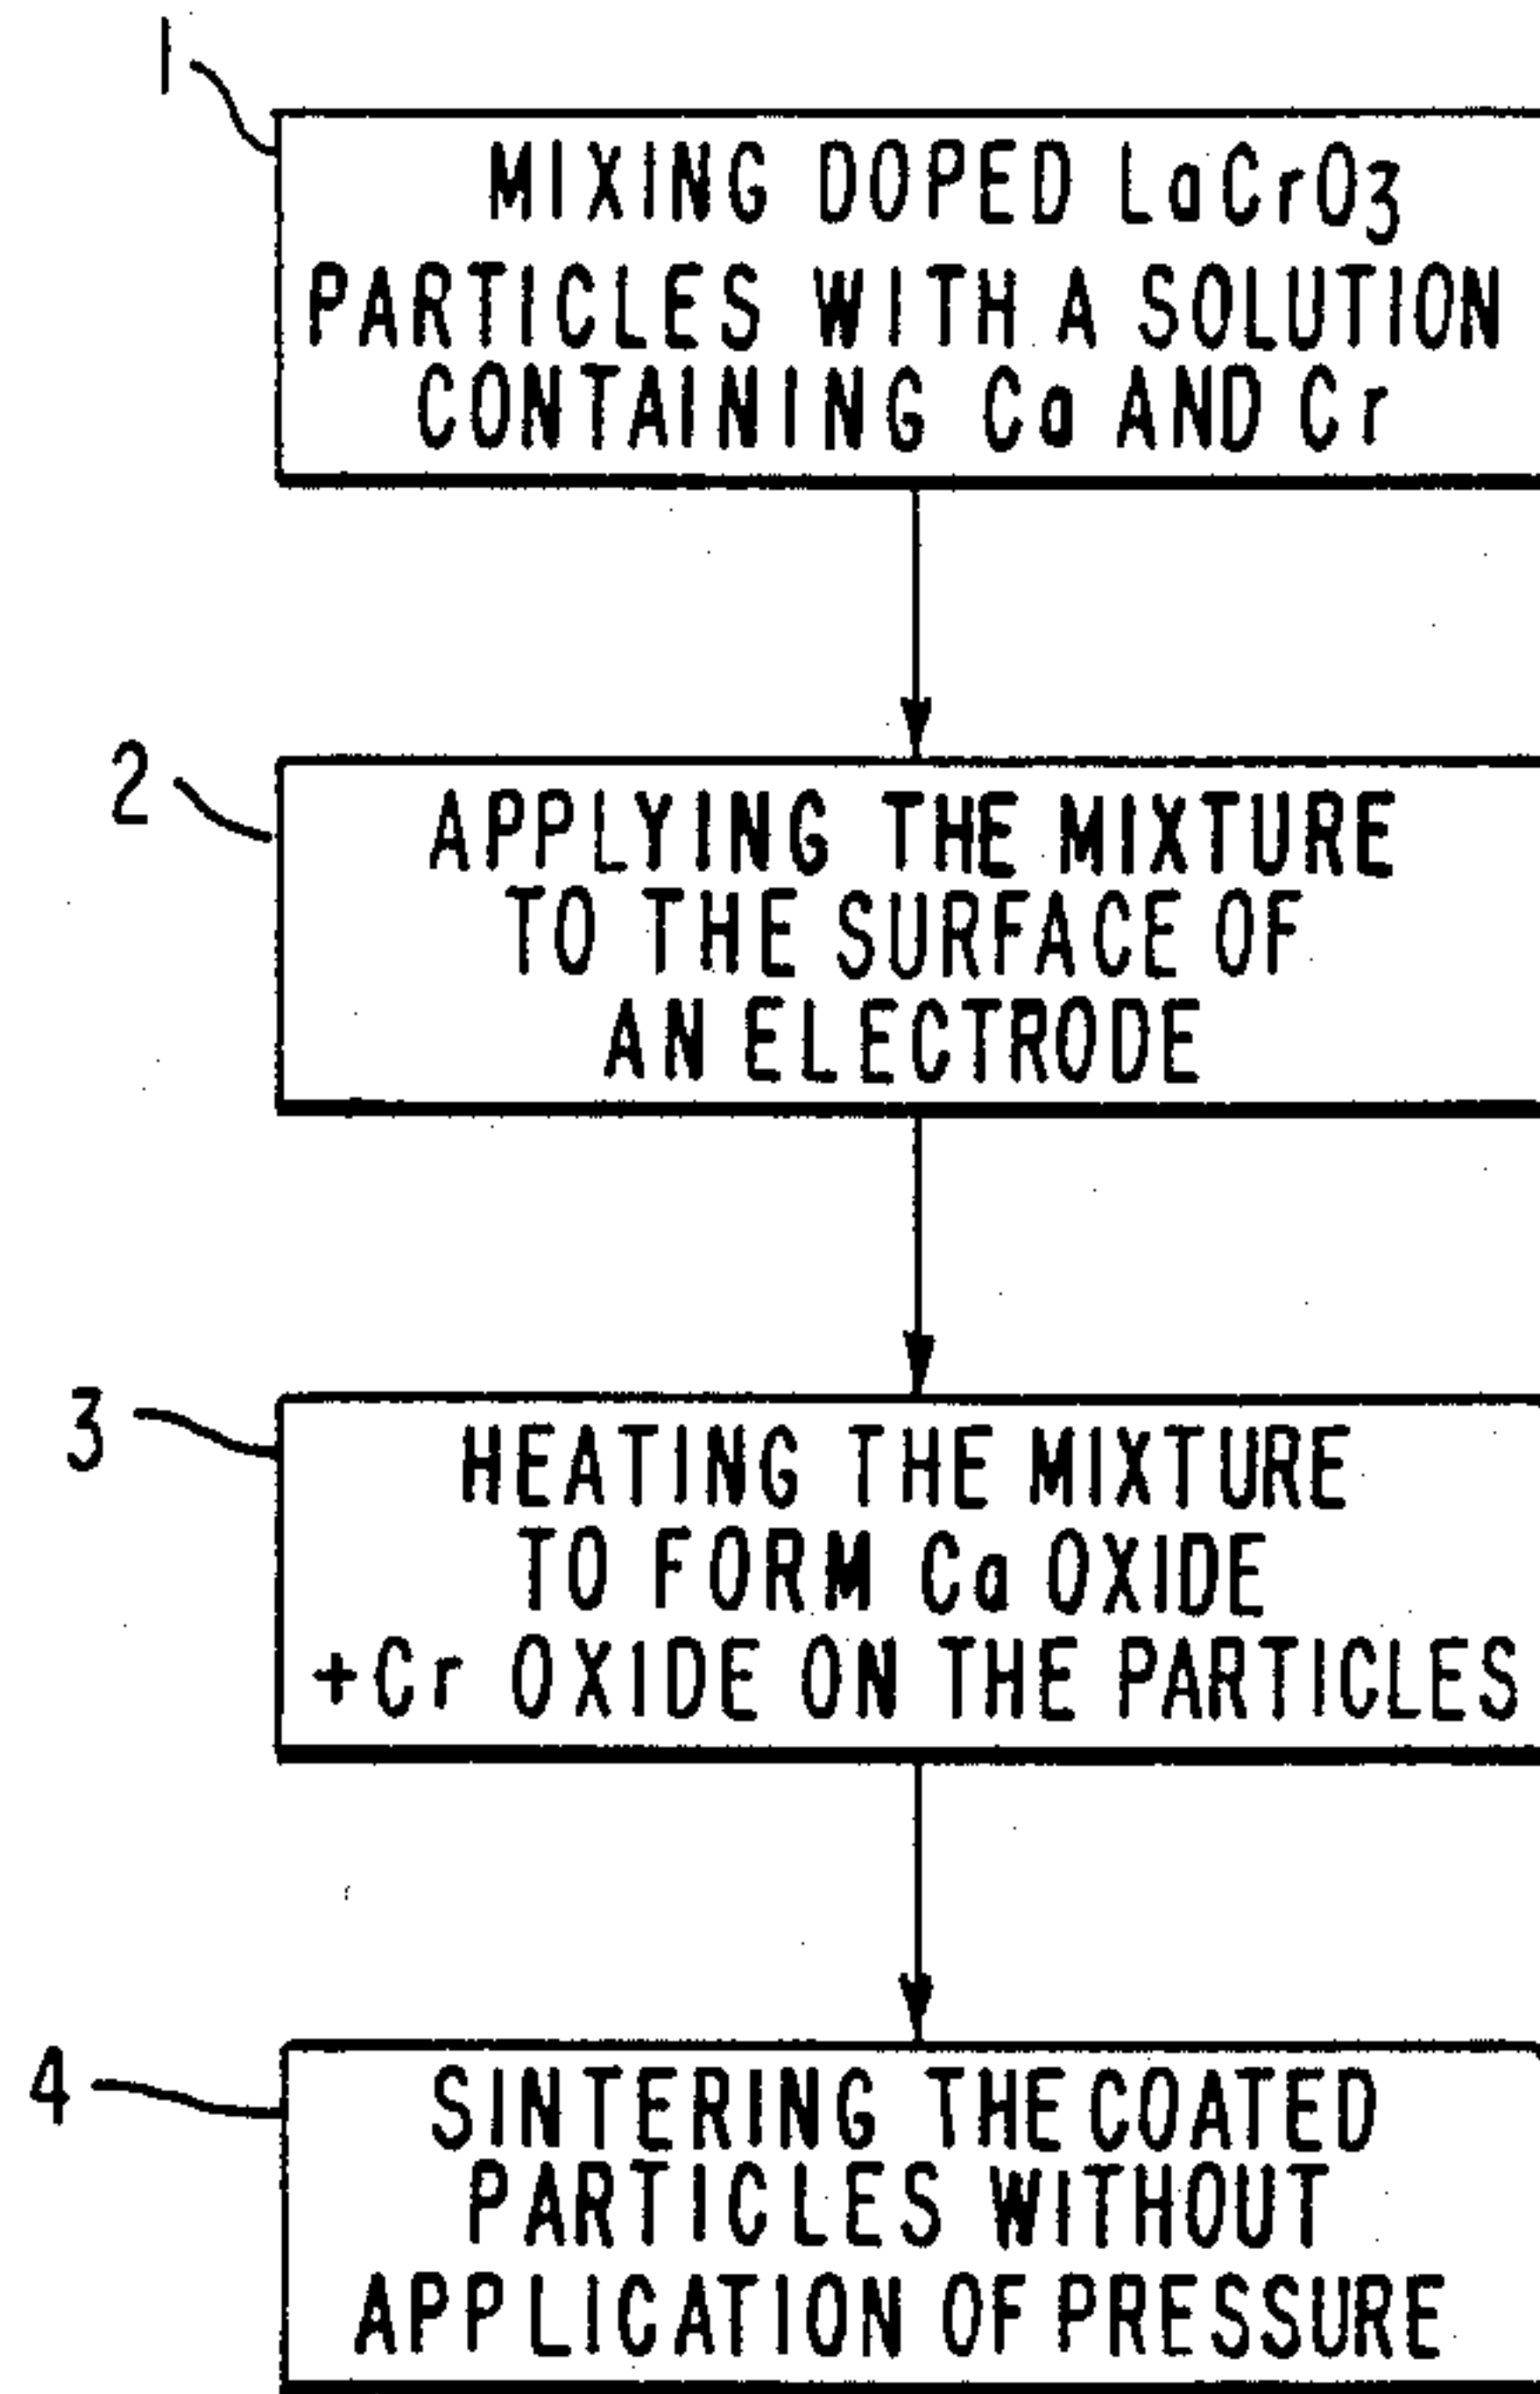 1
MIXING DOPED LaCrO3
PARTICLES WITH A SOLUTION
CONTAINING Ca AND Cr
2
APPLYING THE MIXTURE
TO THE SURFACE OF
AN ELECTRODE
3
HEATING THE MIXTURE
TO FORM Ca OXIDE
+Cr OXIDE ON THE PARTICLES
4
SINTERING THE COATED
PARTICLES WITHOUT
APPLICATION OF PRESSURE